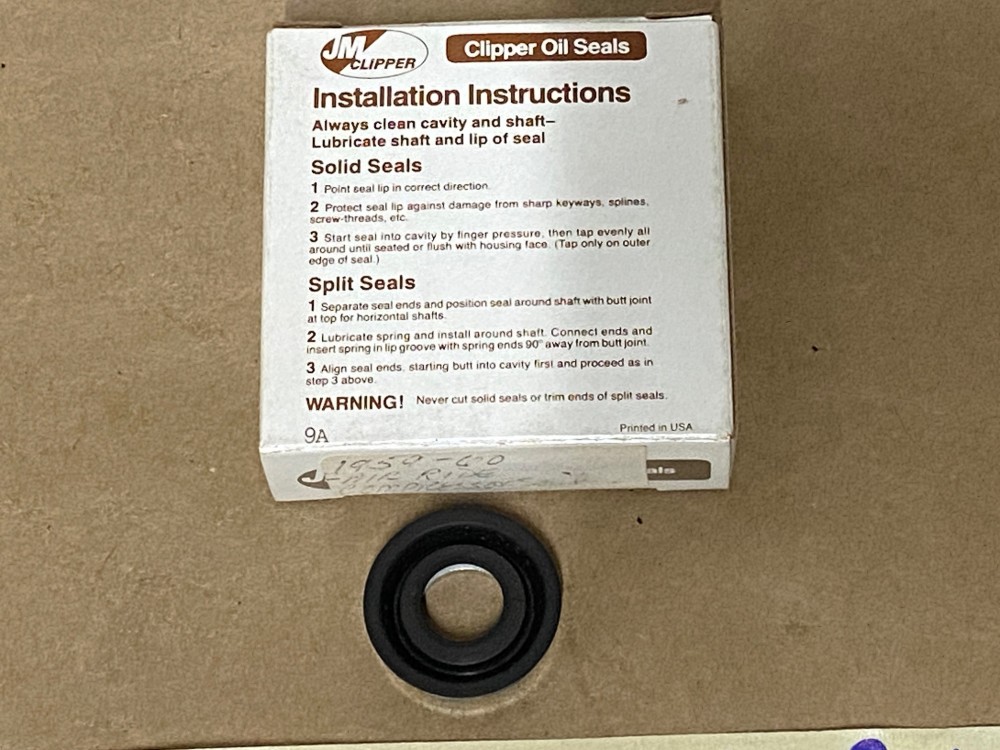 JM CLIPPER
Clipper Oil Seals
Installation Instructions
Always clean cavity and shaft–
Lubricate shaft and lip of seal
Solid Seals
1 Point seal lip in correct direction.
2 Protect seal lip against damage from sharp keyways, splines,
screw-threads, etc.
3 Start seal into cavity by finger pressure, then tap evenly all
around until seated or flush with housing face. (Tap only on outer
edge of seal.)
Split Seals
1 Separate seal ends and position seal around shaft with butt joint
at top for horizontal shafts.
2 Lubricate spring and install around shaft. Connect ends and
insert spring in lip groove with spring ends 90° away from butt joint.
3 Align seal ends, starting butt into cavity first and proceed as in
step 3 above.
WARNING! Never cut solid seals or trim ends of split seals.
9A
Printed in USA
1959-60
AIR RIDE
COMPRESSOR
als